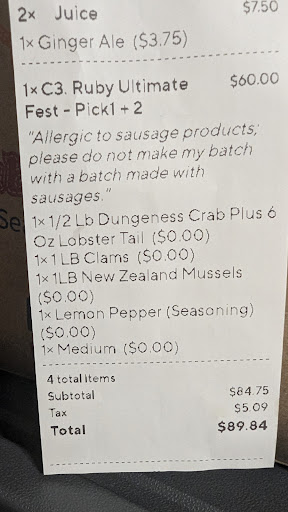 2x Juice $7.50
1x Ginger Ale ($3.75)
1x C3. Ruby Ultimate $60.00
Fest - Pick1 + 2
"Allergic to sausage products;
please do not make my batch
with a batch made with
sausages."
1x 1/2 Lb Dungeness Crab Plus 6
Oz Lobster Tail ($0.00)
1x 1 LB Clams ($0.00)
1x 1LB New Zealand Mussels
($0.00)
1x Lemon Pepper (Seasoning)
($0.00)
1x Medium ($0.00)
4 total items
Subtotal $84.75
Tax $5.09
Total $89.84